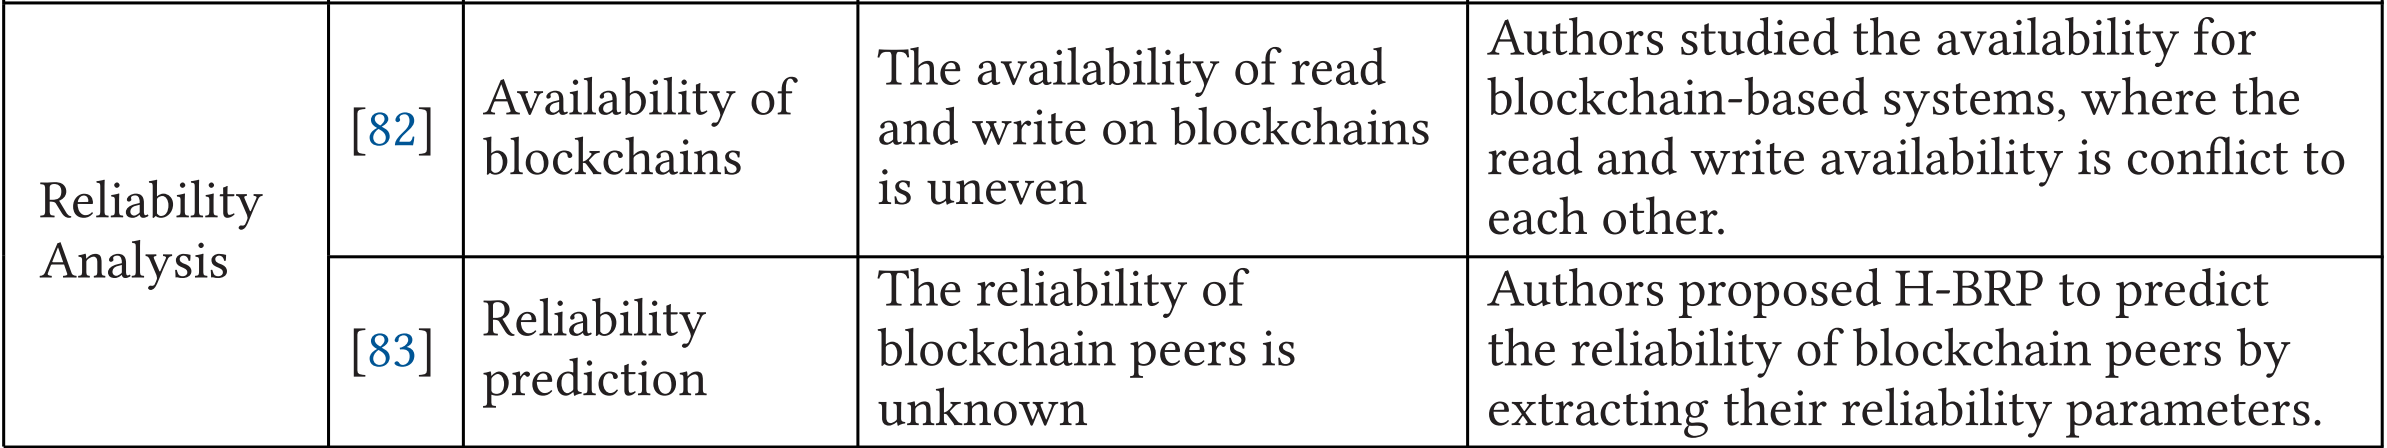 Reliability
Analysis
[82]
Availability of
blockchains
The availability of read
and write on blockchains
is uneven
Authors studied the availability for
blockchain-based systems, where the
read and write availability is conflict to
each other.
[83]
Reliability
prediction
The reliability of
blockchain peers is
unknown
Authors proposed H-BRP to predict
the reliability of blockchain peers by
extracting their reliability parameters.